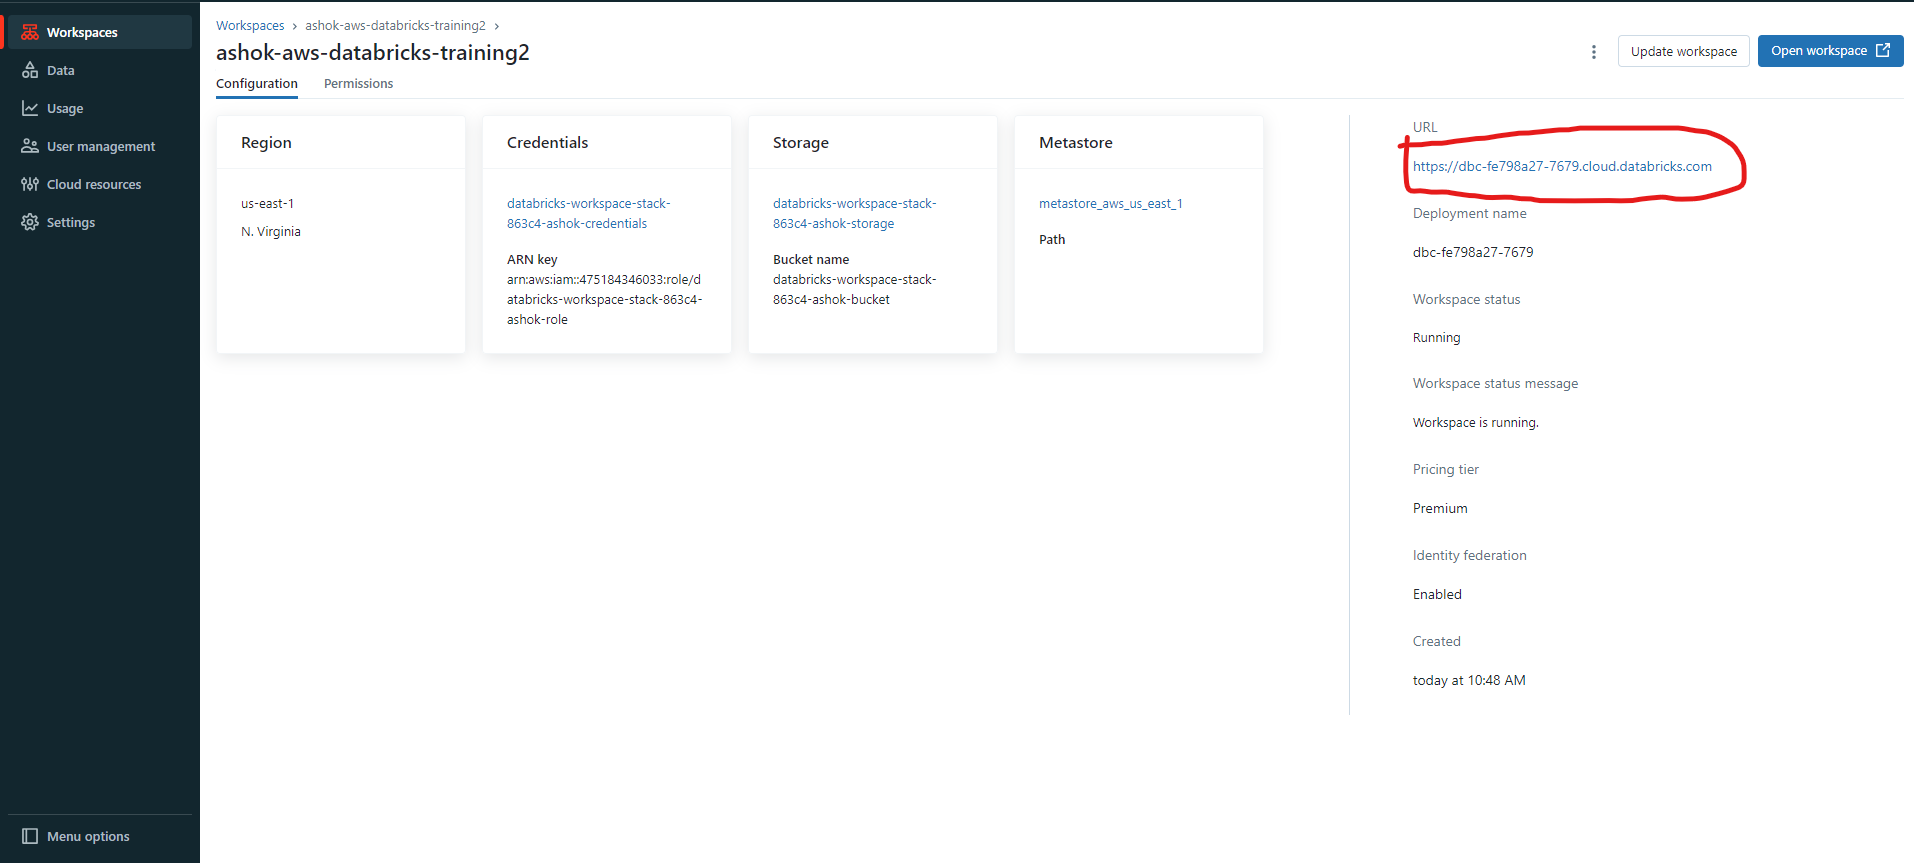 Workspaces
Data
Usage
User management
Cloud resources
Settings
Menu options
Workspaces › ashok-aws-databricks-training2 ›
ashok-aws-databricks-training2
Update workspace
Open workspace
Configuration Permissions
Region
us-east-1
N. Virginia
Credentials
databricks-workspace-stack-
863c4-ashok-credentials
ARN key
arn:aws:iam::475184346033:role/d
atabricks-workspace-stack-863c4-
ashok-role
Storage
databricks-workspace-stack-
863c4-ashok-storage
Bucket name
databricks-workspace-stack-
863c4-ashok-bucket
Metastore
metastore_aws_us_east_1
Path
URL
https://dbc-fe798a27-7679.cloud.databricks.com
Deployment name
dbc-fe798a27-7679
Workspace status
Running
Workspace status message
Workspace is running.
Pricing tier
Premium
Identity federation
Enabled
Created
today at 10:48 AM